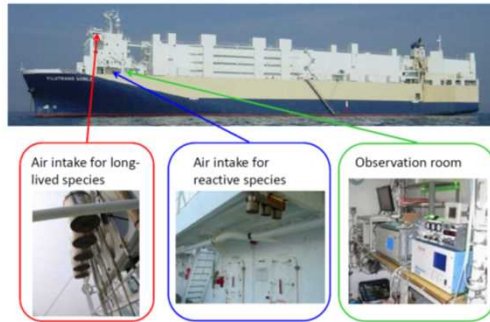 Air intake for long-
lived species
Air intake for
reactive species
Observation room